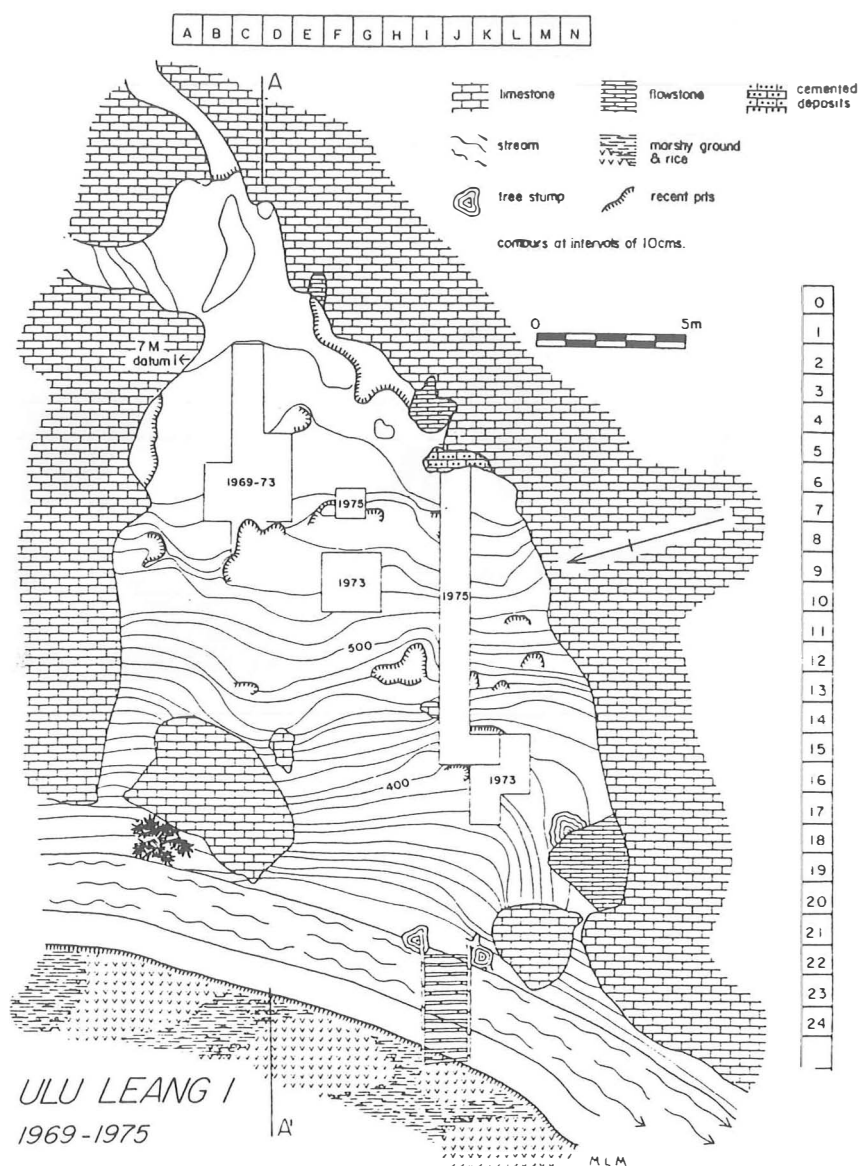 A B C D E F G H I J K L M N
A
limestone
flowstone
cemented
deposits
stream
marshy ground
& rice
tree stump
recent pits
contours at intervals of 10cms.
0 5m
7 M
datum
1969-73
1975
1973
1975
500
400
1973
0
1
2
3
4
5
6
7
8
9
10
11
12
13
14
15
16
17
18
19
20
21
22
23
24
ULU LEANG I
1969-1975
A'
MLM